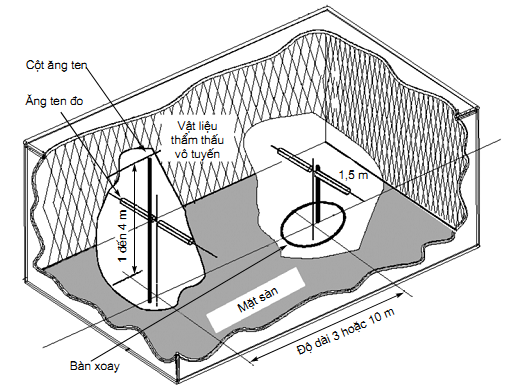 Cột ăng ten
Ăng ten đo
Vật liệu
thẩm thấu
vô tuyến
1,5 m
1 đến 4 m
Mặt sàn
Bàn xoay
Độ dài 3 hoặc 10 m